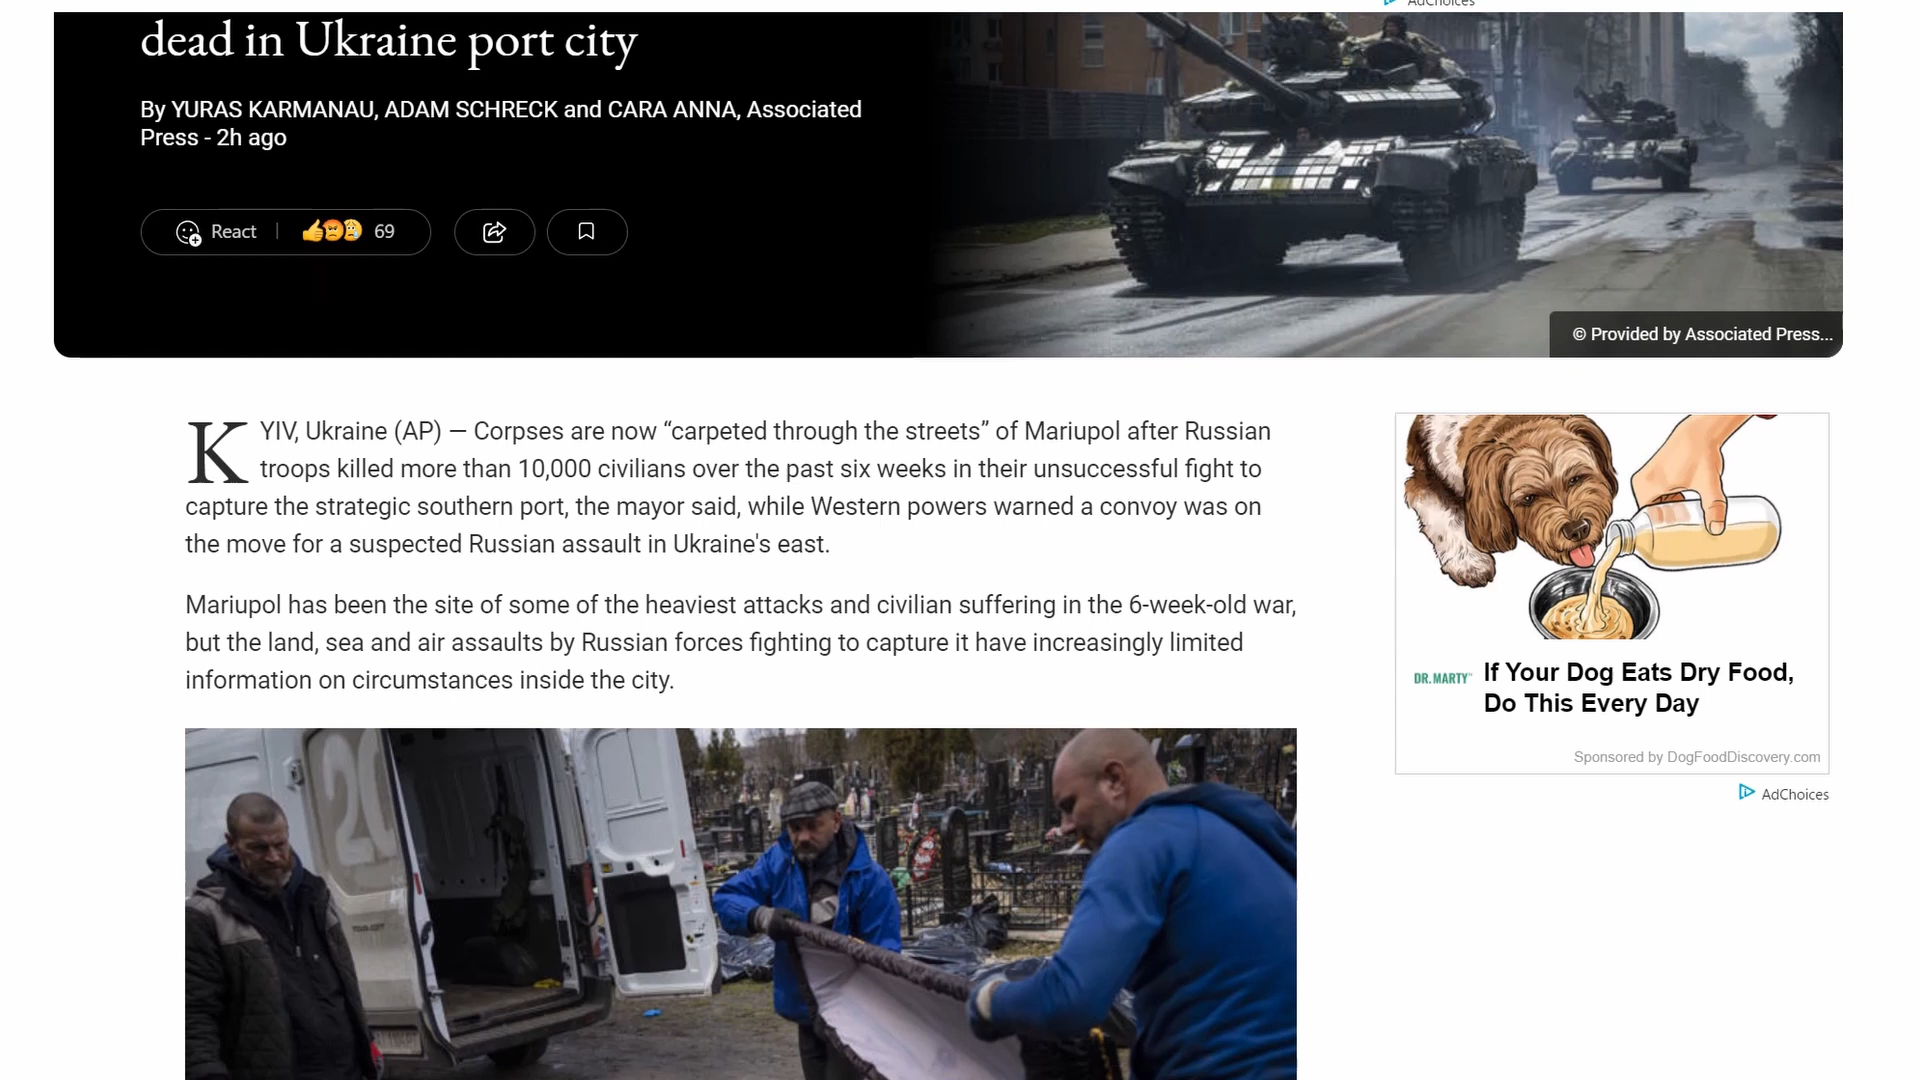 AdChoices
dead in Ukraine port city
By YURAS KARMANAU, ADAM SCHRECK and CARA ANNA, Associated
Press - 2h ago
React
69
© Provided by Associated Press...
KYIV, Ukraine (AP) — Corpses are now “carpeted through the streets” of Mariupol after Russian
troops killed more than 10,000 civilians over the past six weeks in their unsuccessful fight to
capture the strategic southern port, the mayor said, while Western powers warned a convoy was on
the move for a suspected Russian assault in Ukraine's east.
Mariupol has been the site of some of the heaviest attacks and civilian suffering in the 6-week-old war,
but the land, sea and air assaults by Russian forces fighting to capture it have increasingly limited
information on circumstances inside the city.
20
DR. MARTY™
If Your Dog Eats Dry Food,
Do This Every Day
Sponsored by DogFoodDiscovery.com
AdChoices